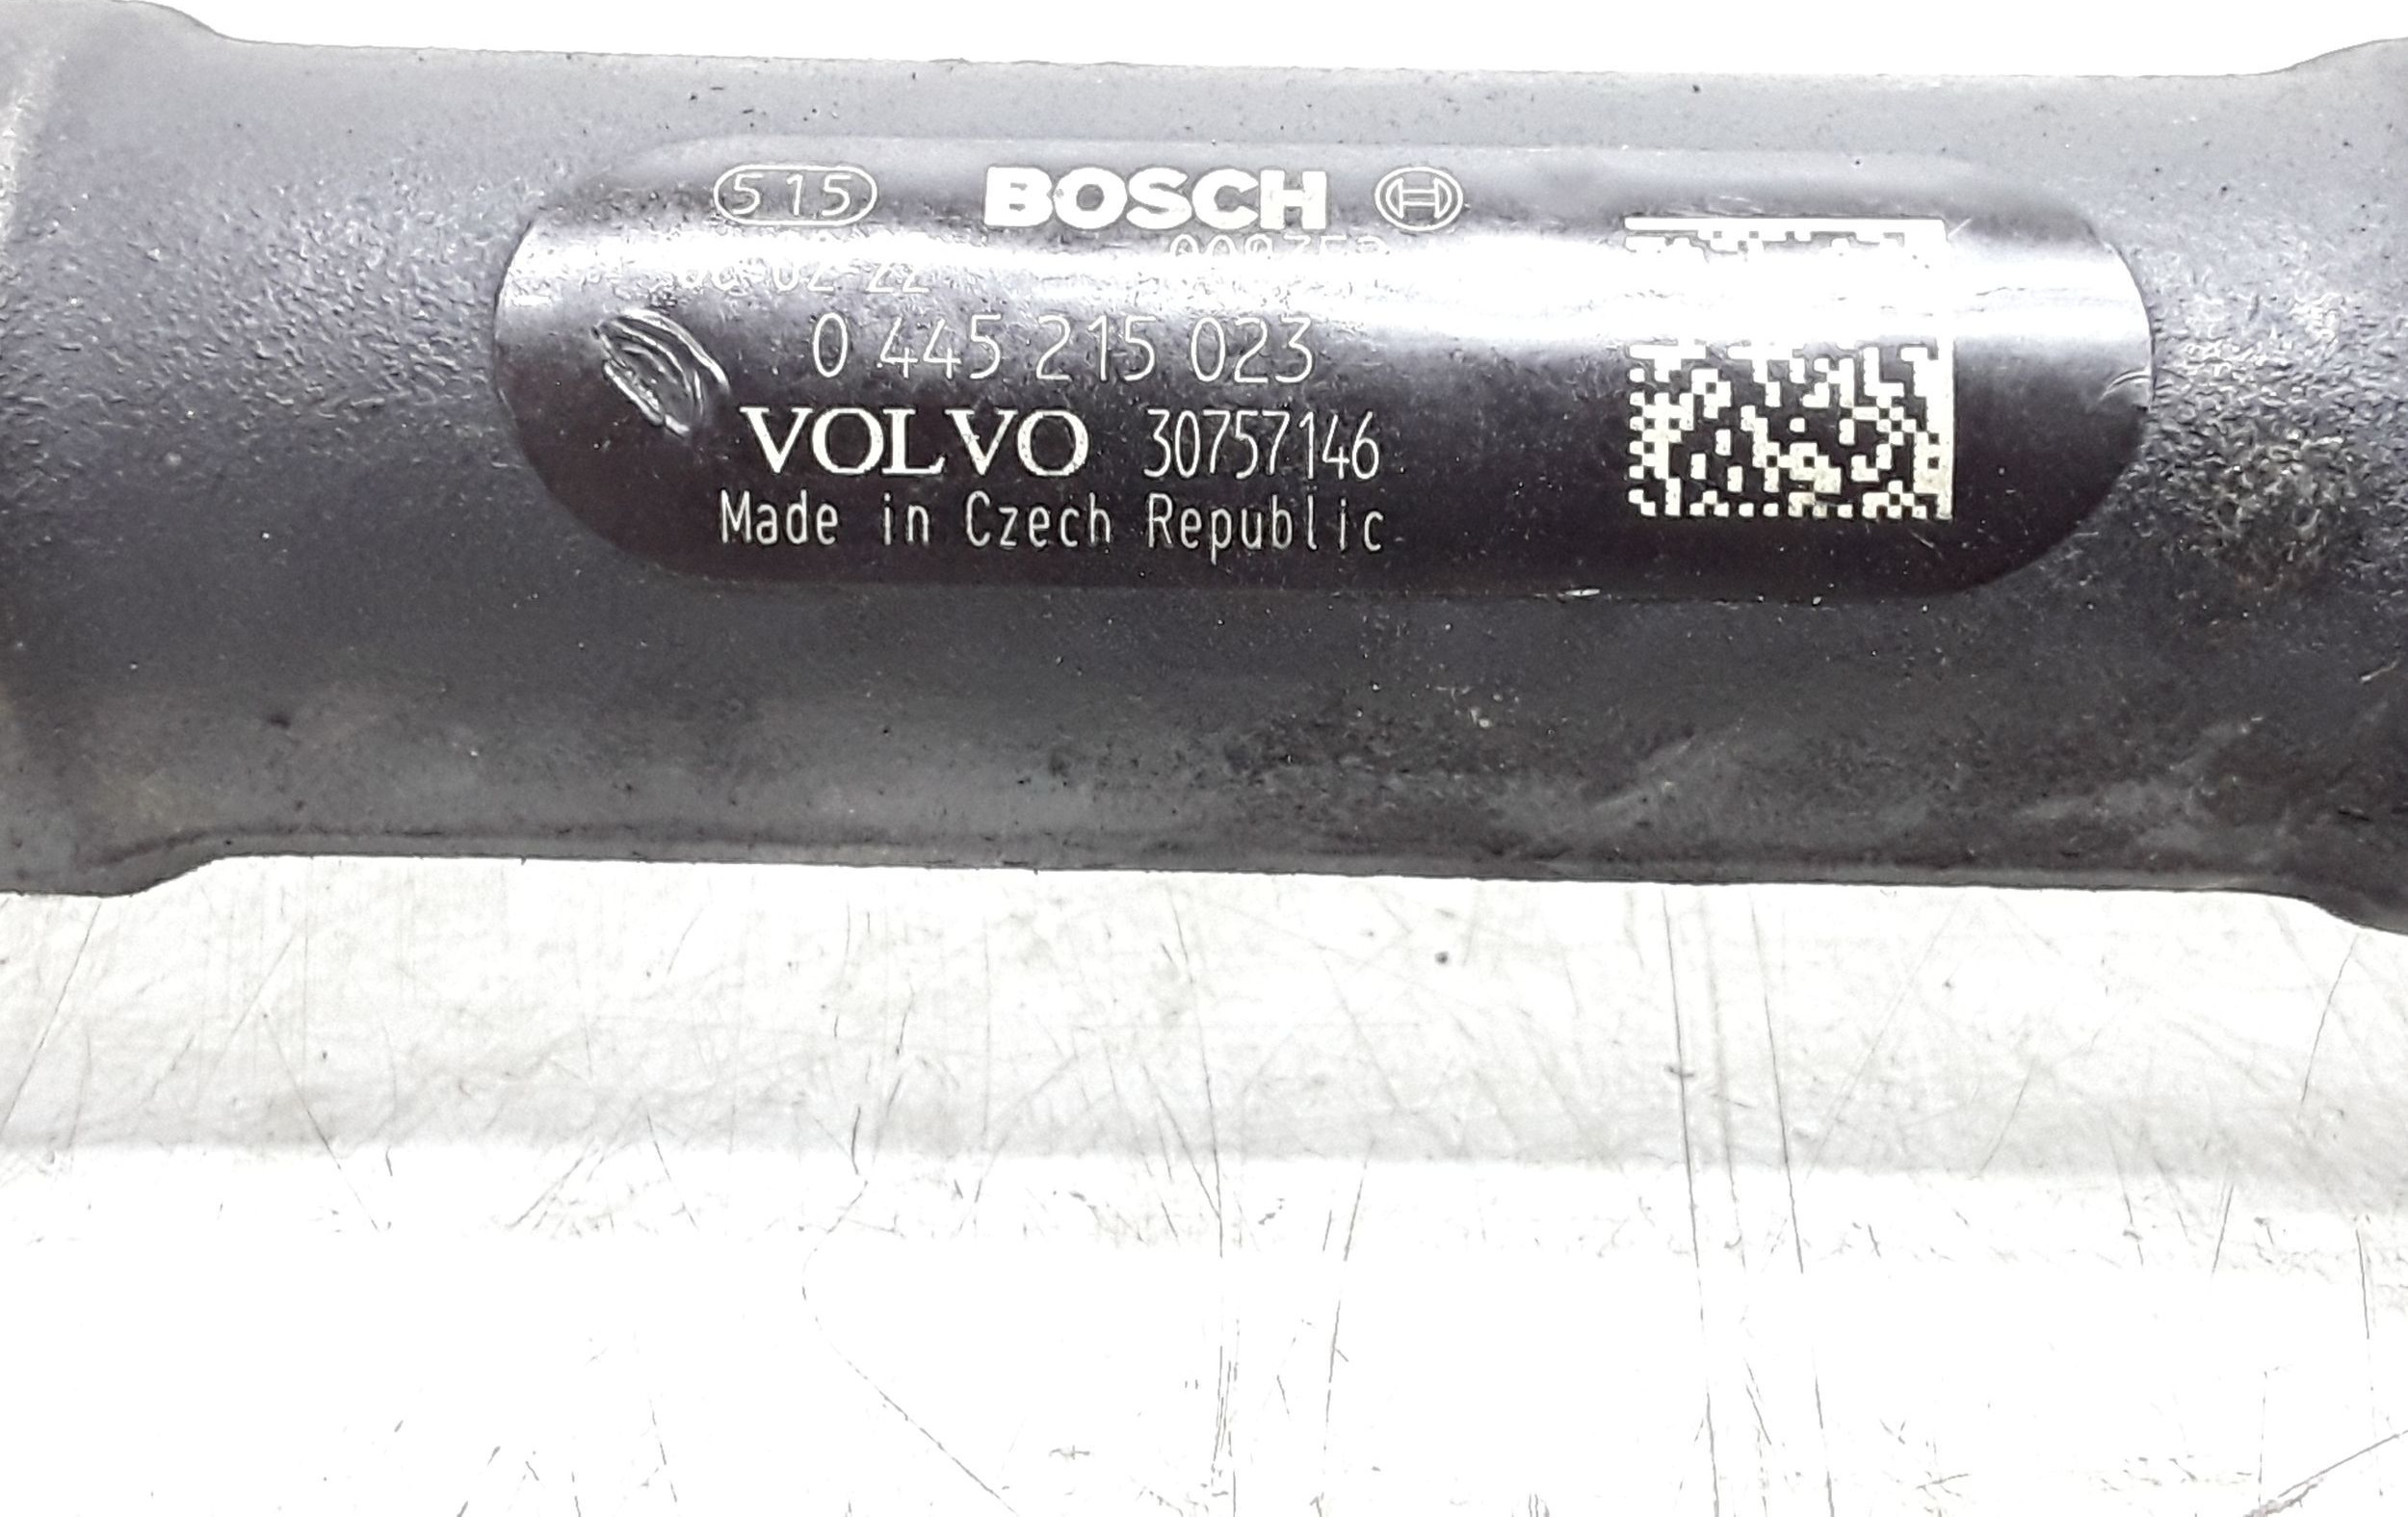 515 BOSCH
0 445 215 023
VOLVO 30757146
Made in Czech Republic